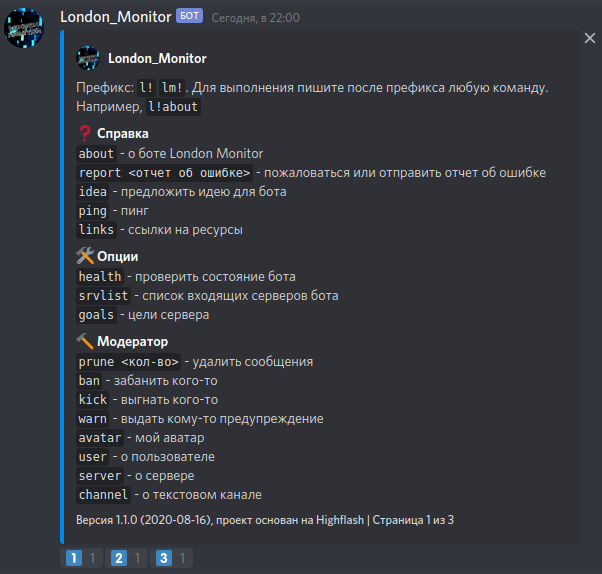 London_Monitor БОТ Сегодня, в 22:00
London_Monitor
Префикс: l! lm!. Для выполнения пишите после префикса любую команду.
Например, l!about
❓ Справка
about - о боте London Monitor
report <отчет об ошибке> - пожаловаться или отправить отчет об ошибке
idea - предложить идею для бота
ping - пинг
links - ссылки на ресурсы
🛠 Опции
health - проверить состояние бота
srvlist - список входящих серверов бота
goals - цели сервера
🔨 Модератор
prune <кол-во> - удалить сообщения
ban - забанить кого-то
kick - выгнать кого-то
warn - выдать кому-то предупреждение
avatar - мой аватар
user - о пользователе
server - о сервере
channel - о текстовом канале
Версия 1.1.0 (2020-08-16), проект основан на Highflash | Страница 1 из 3
1 1 2 1 3 1